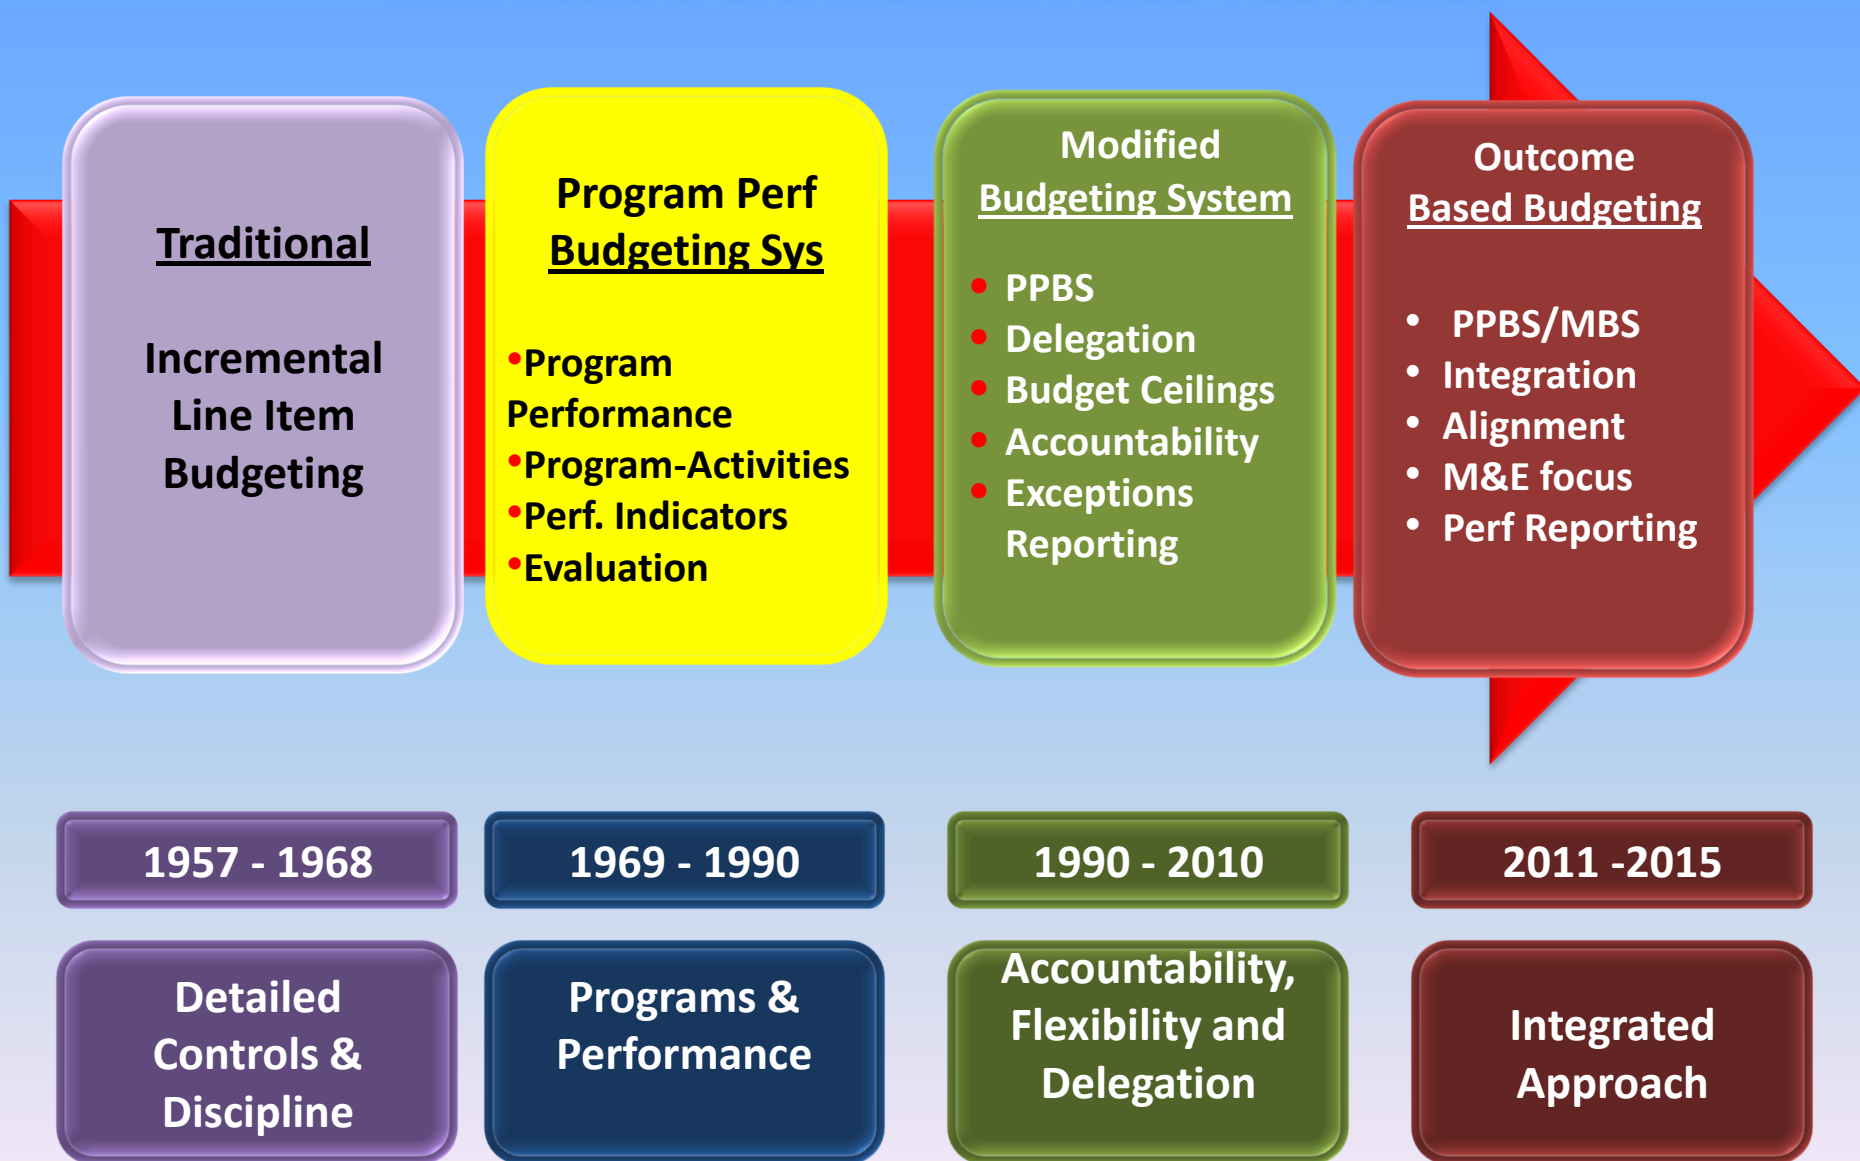 Traditional
Incremental
Line Item
Budgeting
Program Perf
Budgeting Sys
•Program
Performance
•Program-Activities
•Perf. Indicators
•Evaluation
Modified
Budgeting System
• PPBS
• Delegation
• Budget Ceilings
• Accountability
• Exceptions
Reporting
Outcome
Based Budgeting
• PPBS/MBS
• Integration
• Alignment
• M&E focus
• Perf Reporting
1957 - 1968
1969 - 1990
1990 - 2010
2011 -2015
Detailed
Controls &
Discipline
Programs &
Performance
Accountability,
Flexibility and
Delegation
Integrated
Approach